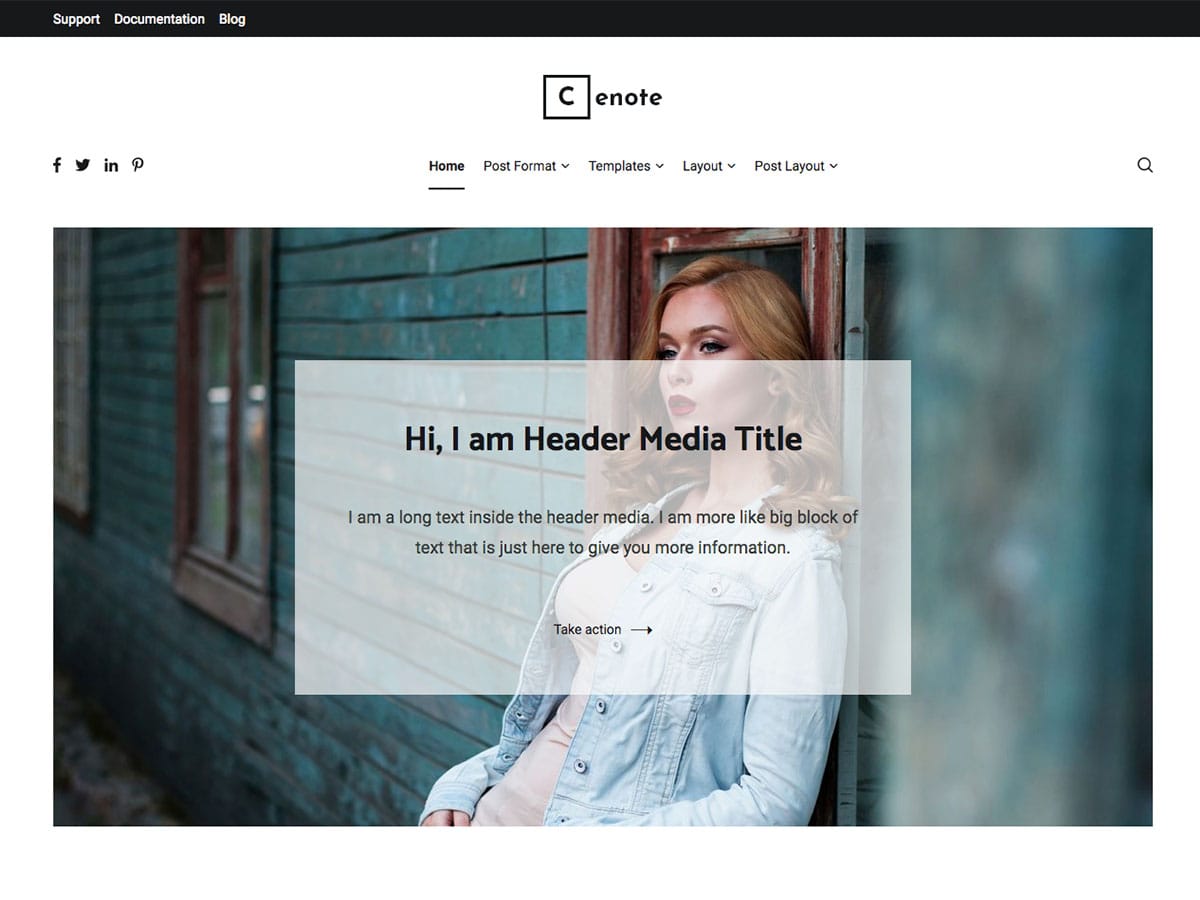 Support Documentation Blog
C enote
Home Post Format Templates Layout Post Layout
Hi, I am Header Media Title
I am a long text inside the header media. I am more like big block of
text that is just here to give you more information.
Take action